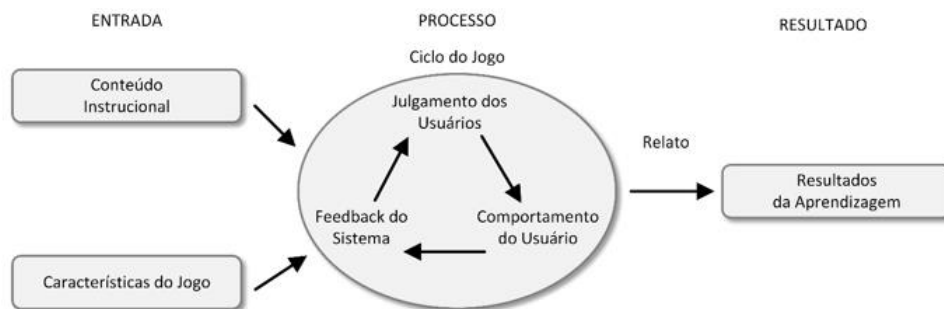 ENTRADA
PROCESSO
RESULTADO
Ciclo do Jogo
Conteúdo
Instrucional
Julgamento dos
Usuários
Relato
Resultados
da Aprendizagem
Feedback do
Sistema
Comportamento
do Usuário
Características do Jogo